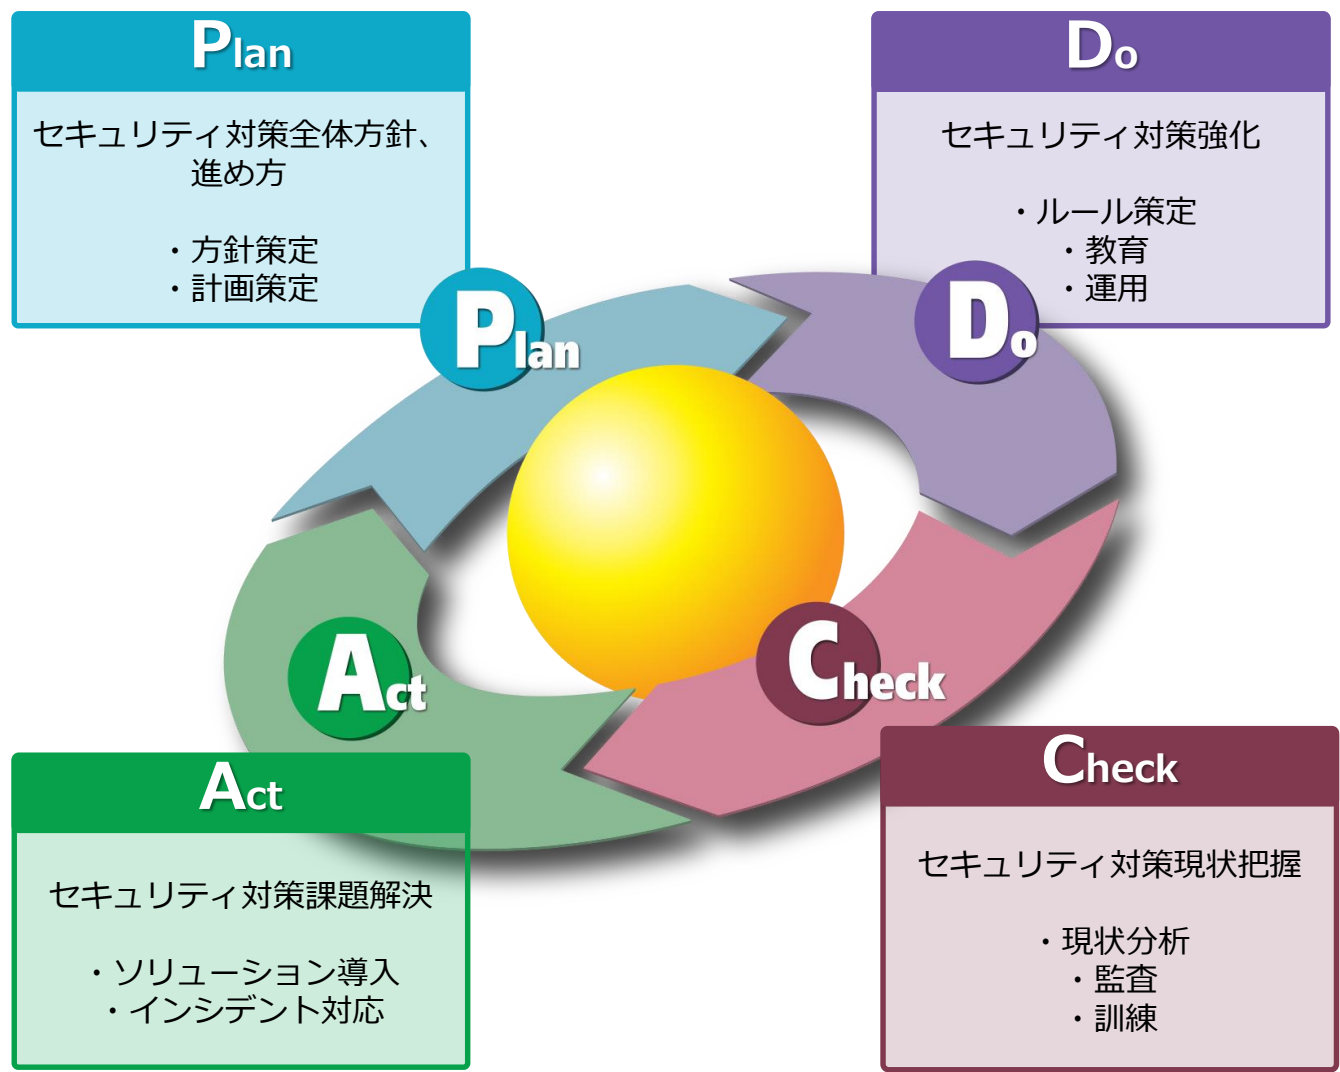 Plan
セキュリティ対策全体方針、
進め方
・方針策定
・計画策定
Do
セキュリティ対策強化
・ルール策定
・教育
・運用
Plan
Do
Act
Check
Act
セキュリティ対策課題解決
・ソリューション導入
・インシデント対応
Check
セキュリティ対策現状把握
・現状分析
・監査
・訓練